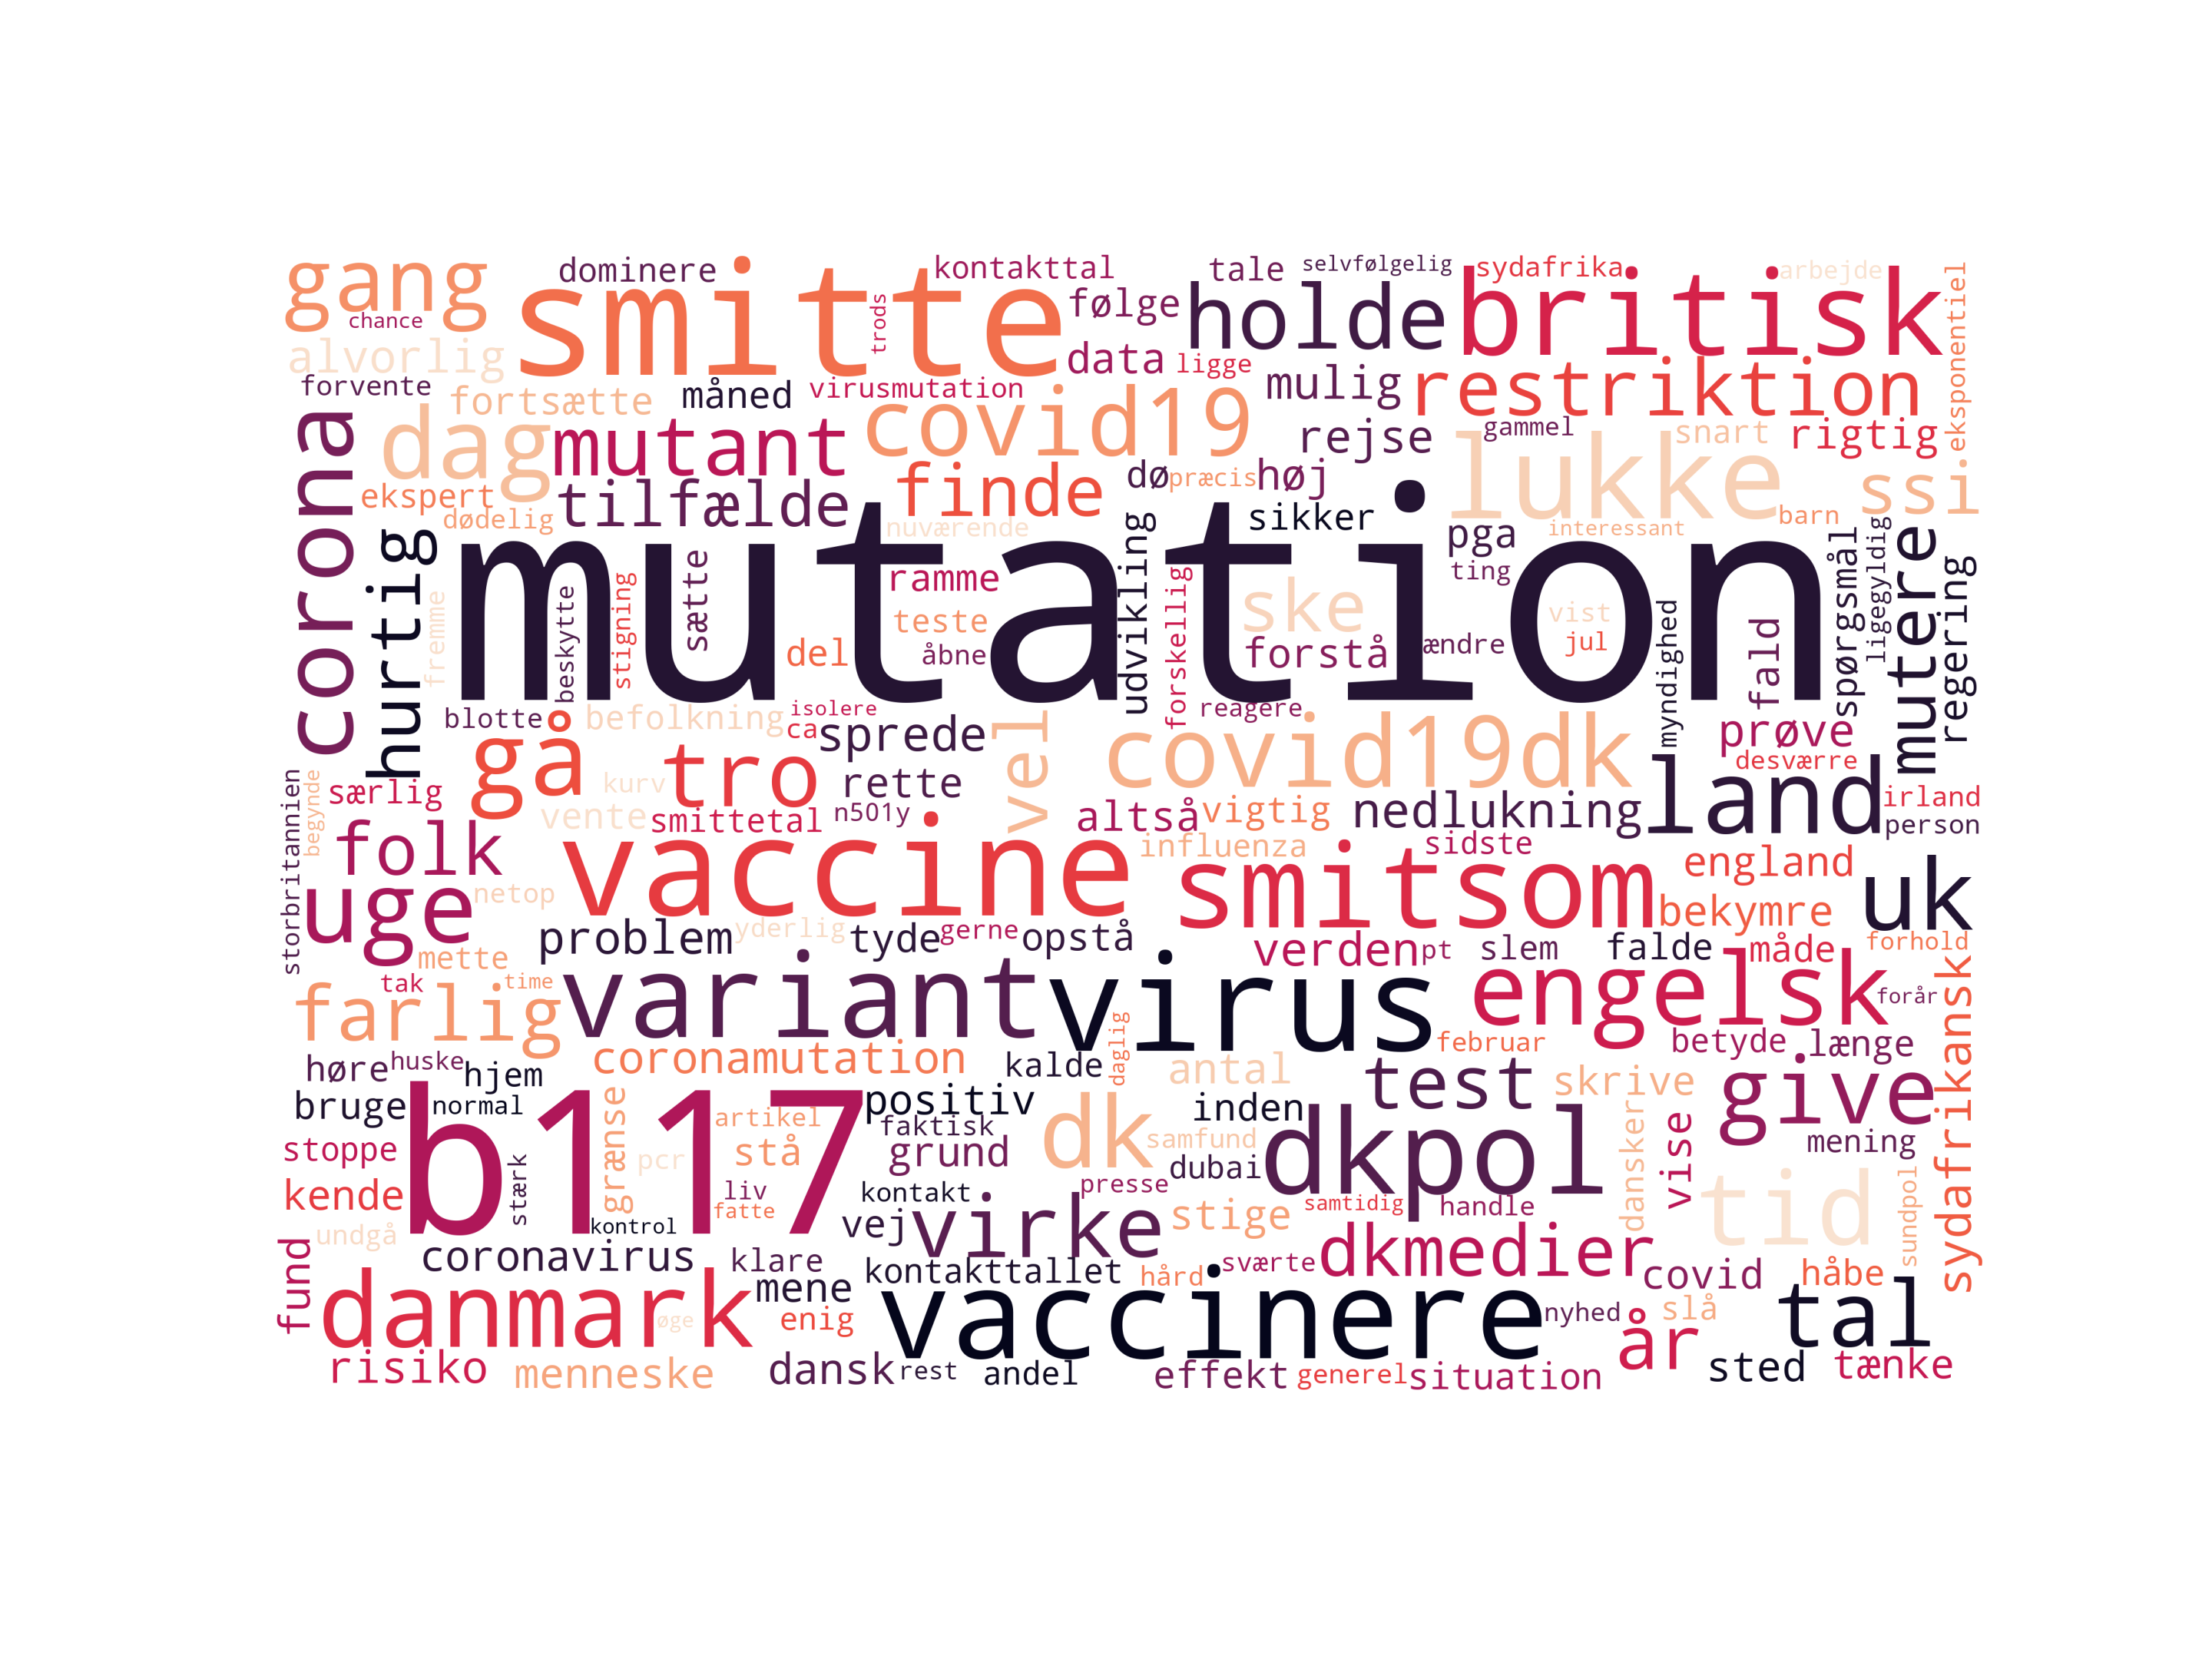 gang
dominere
smitte
kontakttal
tale
selvfølgelig
sydafrika
arbejde
chance
trods
følge
holde
britisk
eksponentiel
alvorlig
data
ligge
forvente
fortsætte
måned
virusmutation
mulig
restriktion
corona
dag
mutant
covid19
rejse
gammel
lukke
snart
rigtig
ekspert
tilfælde
finde
dø
præcis
høj
ssi
dødelig
nuværende
sikker
pga
interessant
barn
hurtig
mutation
udvikling
spørgsmål
ligegyldig
mutere
regering
fremme
beskytte
stigning
sætte
ramme
forskellig
ske
ting
teste
vist
del
åbne
forstå
ændre
jul
myndighed
fald
blotte
gå
befolkning
isolere
ca
sprede
vel
reagere
covid19dk
prøve
desværre
storbritannien
begynde
særlig
kurv
tro
rette
land
irland
vente
smittetal
n501y
altså
vigtig
nedlukning
person
folk
vaccine
influenza
smitsom
sidste
england
uge
netop
bekymre
uk
problem
yderlig
tyde
gerne
opstå
verden
pt
slem
falde
måde
forhold
mette
tak
time
farlig
variant
virus
engelsk
forår
sydafrikansk
høre
huske
hjem
coronamutation
kalde
daglig
februar
antal
betyde
længe
bruge
normal
b117
grænse
artikel
positiv
inden
test
skrive
give
stoppe
stærk
pcr
stå
faktisk
grund
dk
samfund
dubai
dkpol
dansker
vise
mening
kende
liv
fatte
kontakt
presse
samtidig
handle
tid
sundpol
undgå
kontrol
vej
virke
stige
fund
coronavirus
klare
kontakttallet
hård
sværte
dkmedier
covid
håbe
danmark
øge
mene
enig
vaccinere
nyhed
slå
år
tal
risiko
menneske
dansk
rest
andel
effekt
generel
situation
sted
tænke